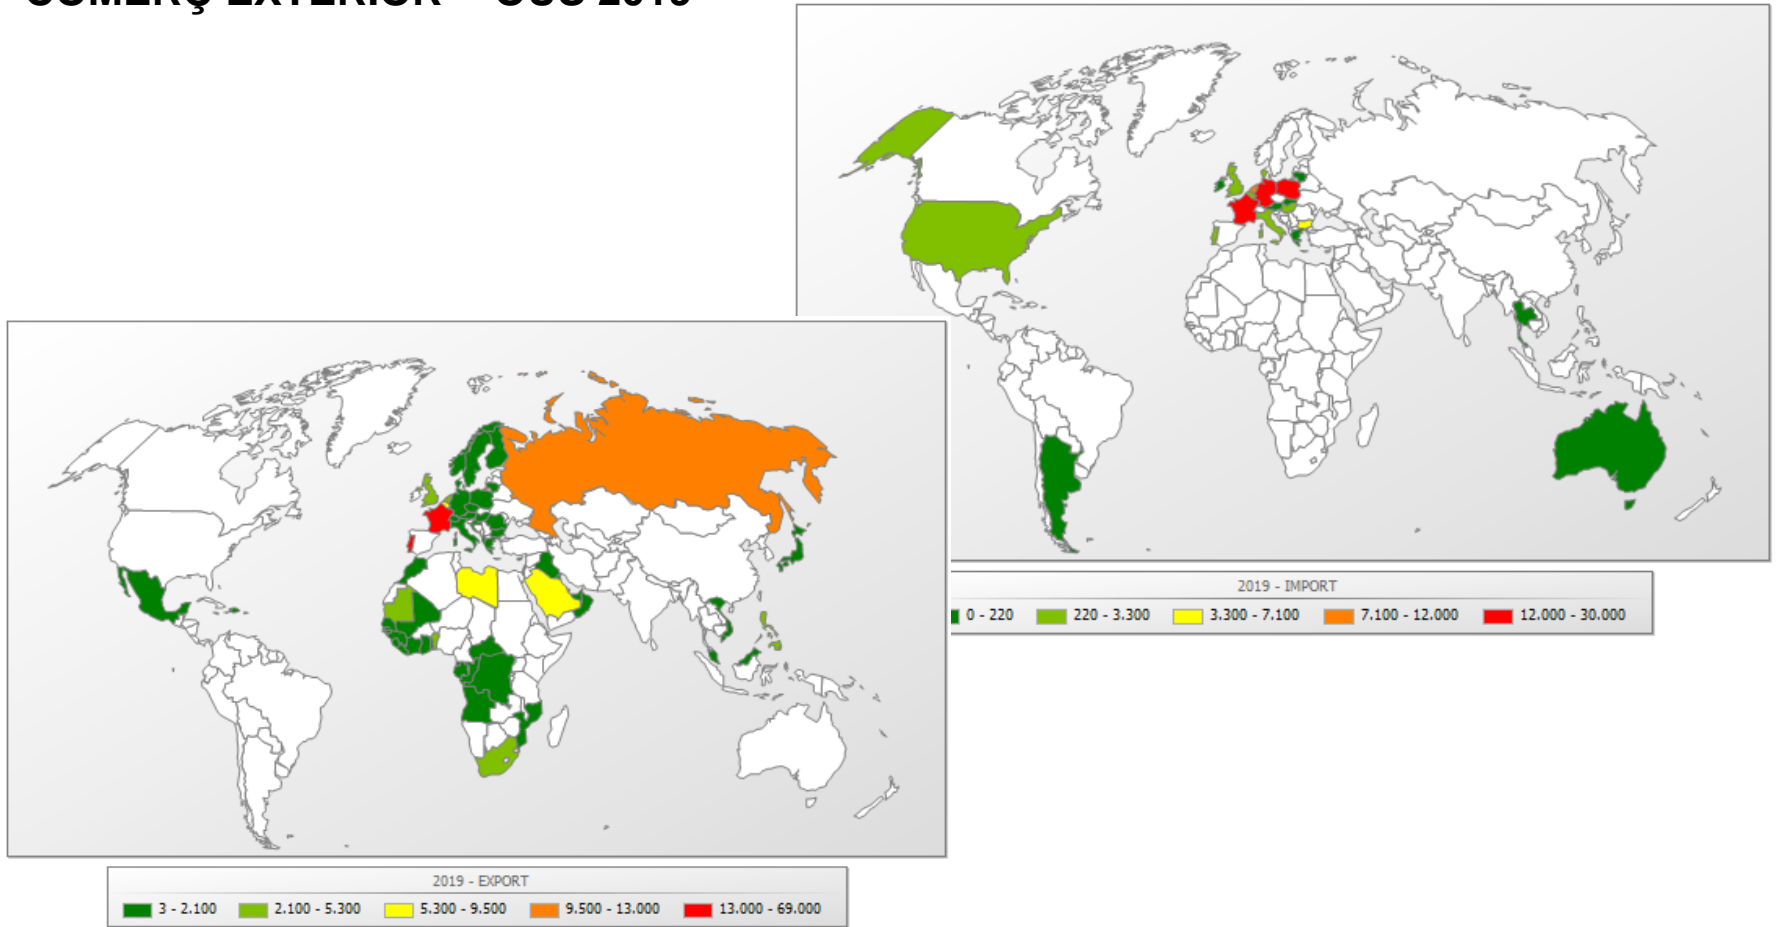 2019 - IMPORT
0 - 220 220 - 3.300 3.300 - 7.100 7.100 - 12.000 12.000 - 30.000
2019 - EXPORT
3 - 2.100 2.100 - 5.300 5.300 - 9.500 9.500 - 13.000 13.000 - 69.000